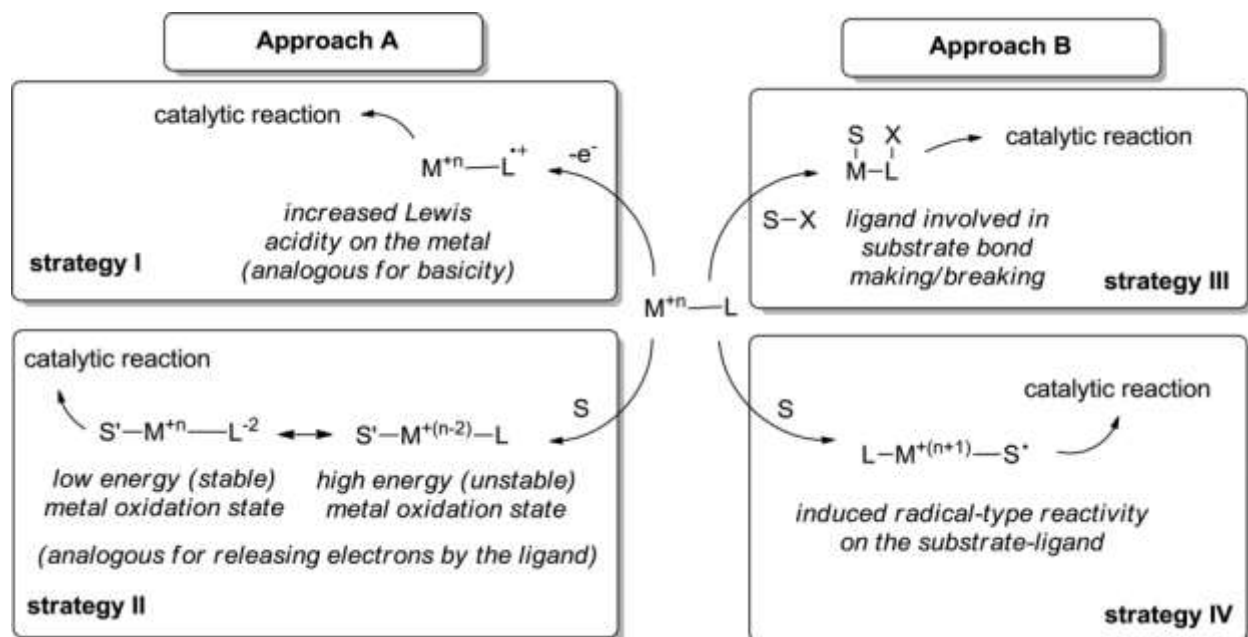 Approach A
catalytic reaction
M+n—L•+
-e-
increased Lewis
acidity on the metal
(analogous for basicity)
strategy I
catalytic reaction
S
S'—M+n—L-2
S'—M+(n-2)—L
low energy (stable)
metal oxidation state
high energy (unstable)
metal oxidation state
(analogous for releasing electrons by the ligand)
strategy II
M+n—L
Approach B
S X
M—L
catalytic reaction
S—X
ligand involved in
substrate bond
making/breaking
strategy III
S
catalytic reaction
L—M+(n+1)—S•
induced radical-type reactivity
on the substrate-ligand
strategy IV